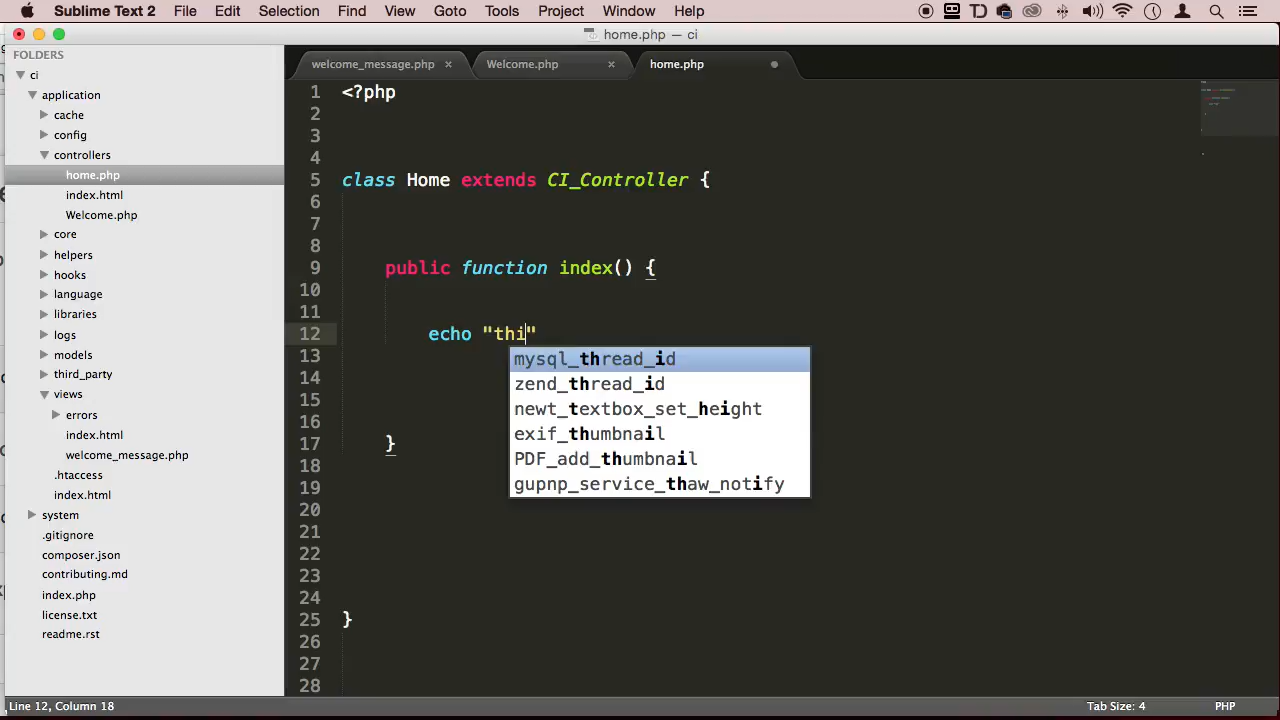 Sublime Text 2 File Edit Selection Find View Goto Tools Project Window Help
home.php — ci
FOLDERS
ci
application
cache
config
controllers
home.php
index.html
Welcome.php
core
helpers
hooks
language
libraries
logs
models
third_party
views
errors
index.html
welcome_message.php
.htaccess
index.html
system
.gitignore
composer.json
contributing.md
index.php
license.txt
readme.rst
welcome_message.php × Welcome.php × home.php
1 <?php
2
3
4
5 class Home extends CI_Controller {
6
7
8
9 public function index() {
10
11
12 echo "thi"
13
14
15
16
17 }
18
19
20
21
22
23
24
25 }
26
27
28
mysql_thread_id
zend_thread_id
newt_textbox_set_height
exif_thumbnail
PDF_add_thumbnail
gupnp_service_thaw_notify
Line 12, Column 18 Tab Size: 4 PHP